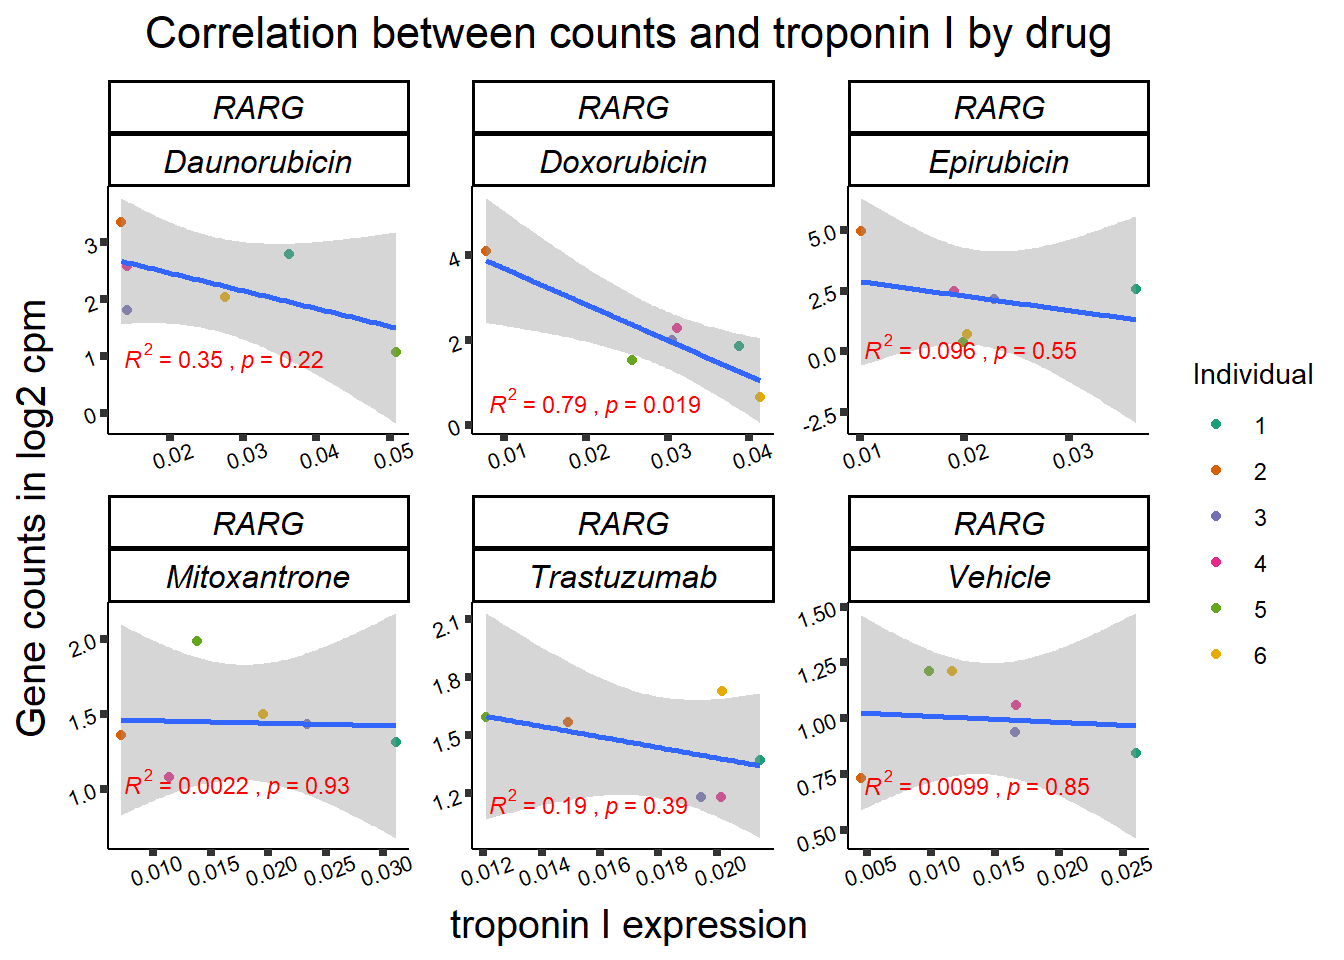 Correlation between counts and troponin I by drug
RARG
Daunorubicin
3
2
1
0
R² = 0.35 , p = 0.22
0.02 0.03 0.04 0.05
RARG
Doxorubicin
4
2
0
R² = 0.79 , p = 0.019
0.01 0.02 0.03 0.04
RARG
Epirubicin
5.0
2.5
0.0
-2.5
R² = 0.096 , p = 0.55
0.01 0.02 0.03
RARG
Mitoxantrone
2.0
1.5
1.0
R² = 0.0022 , p = 0.93
0.010 0.015 0.020 0.025 0.030
RARG
Trastuzumab
2.1
1.8
1.5
1.2
R² = 0.19 , p = 0.39
0.012 0.014 0.016 0.018 0.020
RARG
Vehicle
1.50
1.25
1.00
0.75
0.50
R² = 0.0099 , p = 0.85
0.005 0.010 0.015 0.020 0.025
Gene counts in log2 cpm
troponin I expression
Individual
1
2
3
4
5
6